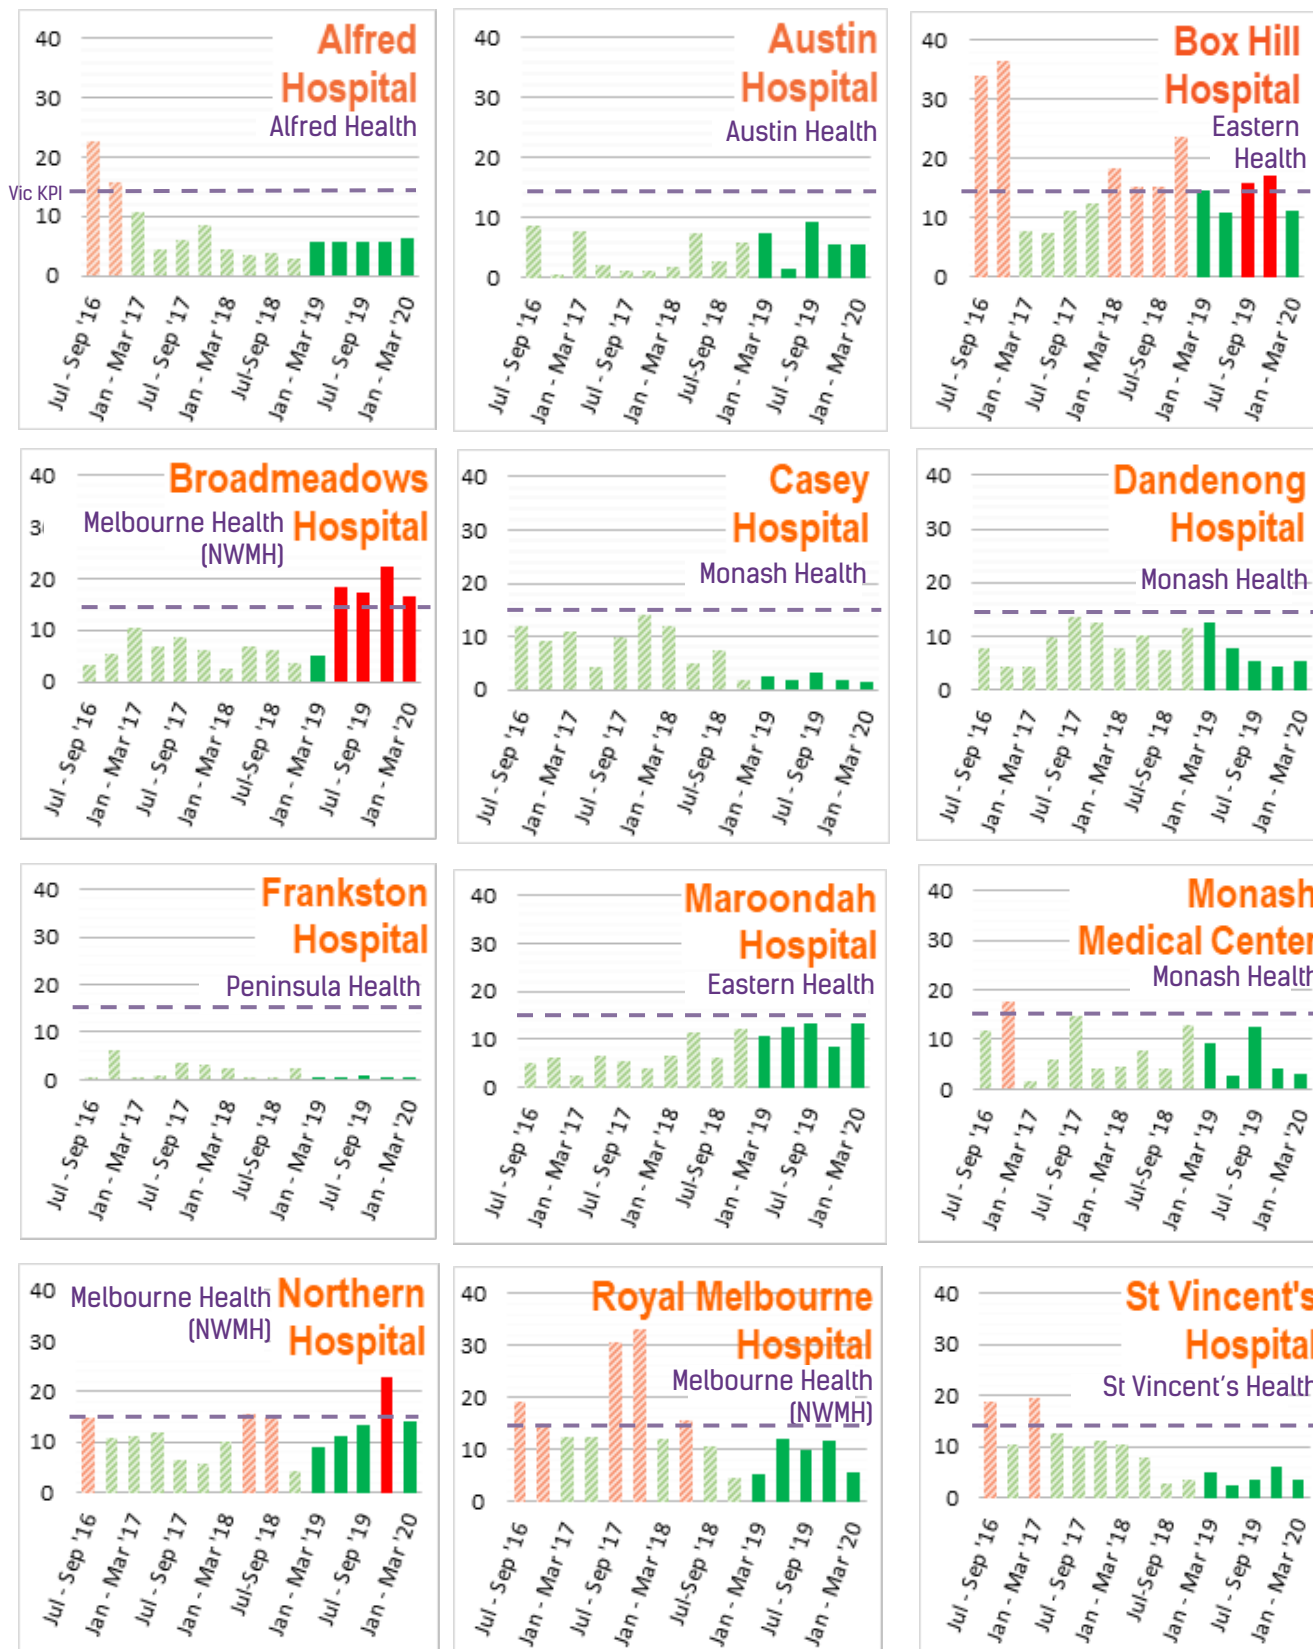 40
30
20
10
0
Alfred
Hospital
Alfred Health
Vic KPI
Jul - Sep '16
Jan - Mar '17
Jul - Sep '17
Jan - Mar '18
Jul-Sep '18
Jan - Mar '19
Jul - Sep '19
Jan - Mar '20
40
30
20
10
0
Austin
Hospital
Austin Health
Jul - Sep '16
Jan - Mar '17
Jul - Sep '17
Jan - Mar '18
Jul-Sep '18
Jan - Mar '19
Jul - Sep '19
Jan - Mar '20
40
30
20
10
0
Box Hill
Hospital
Eastern
Health
Jul - Sep '16
Jan - Mar '17
Jul - Sep '17
Jan - Mar '18
Jul-Sep '18
Jan - Mar '19
Jul - Sep '19
Jan - Mar '20
40
20
10
0
Broadmeadows
Hospital
Melbourne Health
(NWMH)
Jul - Sep '16
Jan - Mar '17
Jul - Sep '17
Jan - Mar '18
Jul-Sep '18
Jan - Mar '19
Jul - Sep '19
Jan - Mar '20
40
30
20
10
0
Casey
Hospital
Monash Health
Jul - Sep '16
Jan - Mar '17
Jul - Sep '17
Jan - Mar '18
Jul-Sep '18
Jan - Mar '19
Jul - Sep '19
Jan - Mar '20
40
30
20
10
0
Dandenong
Hospital
Monash Health
Jul - Sep '16
Jan - Mar '17
Jul - Sep '17
Jan - Mar '18
Jul-Sep '18
Jan - Mar '19
Jul - Sep '19
Jan - Mar '20
40
30
20
10
0
Frankston
Hospital
Peninsula Health
Jul - Sep '16
Jan - Mar '17
Jul - Sep '17
Jan - Mar '18
Jul-Sep '18
Jan - Mar '19
Jul - Sep '19
Jan - Mar '20
40
30
20
10
0
Maroondah
Hospital
Eastern Health
Jul - Sep '16
Jan - Mar '17
Jul - Sep '17
Jan - Mar '18
Jul-Sep '18
Jan - Mar '19
Jul - Sep '19
Jan - Mar '20
40
30
20
10
0
Monash
Medical Center
Monash Health
Jul - Sep '16
Jan - Mar '17
Jul - Sep '17
Jan - Mar '18
Jul-Sep '18
Jan - Mar '19
Jul - Sep '19
Jan - Mar '20
40
30
20
10
0
Northern
Hospital
Melbourne Health
(NWMH)
Jul - Sep '16
Jan - Mar '17
Jul - Sep '17
Jan - Mar '18
Jul-Sep '18
Jan - Mar '19
Jul - Sep '19
Jan - Mar '20
40
30
20
10
0
Royal Melbourne
Hospital
Melbourne Health
(NWMH)
Jul - Sep '16
Jan - Mar '17
Jul - Sep '17
Jan - Mar '18
Jul-Sep '18
Jan - Mar '19
Jul - Sep '19
Jan - Mar '20
40
30
20
10
0
St Vincent's
Hospital
St Vincent's Health
Jul - Sep '16
Jan - Mar '17
Jul - Sep '17
Jan - Mar '18
Jul-Sep '18
Jan - Mar '19
Jul - Sep '19
Jan - Mar '20